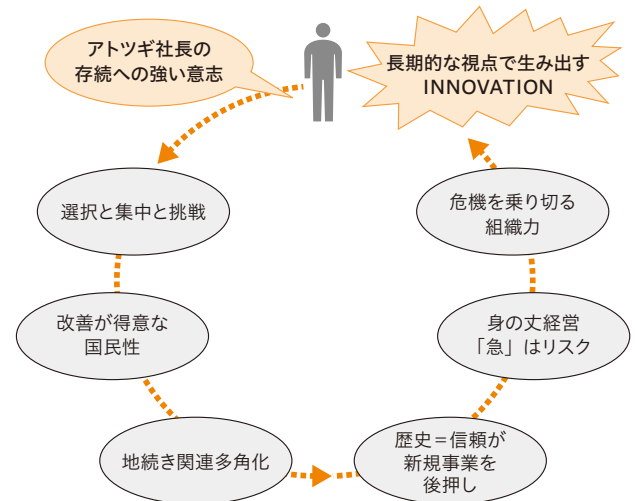 アトツギ社長の
存続への強い意志
長期的な視点で生み出す
INNOVATION
選択と集中と挑戦
改善が得意な
国民性
地続き関連多角化
歴史=信頼が
新規事業を
後押し
身の丈経営
「急」はリスク
危機を乗り切る
組織力